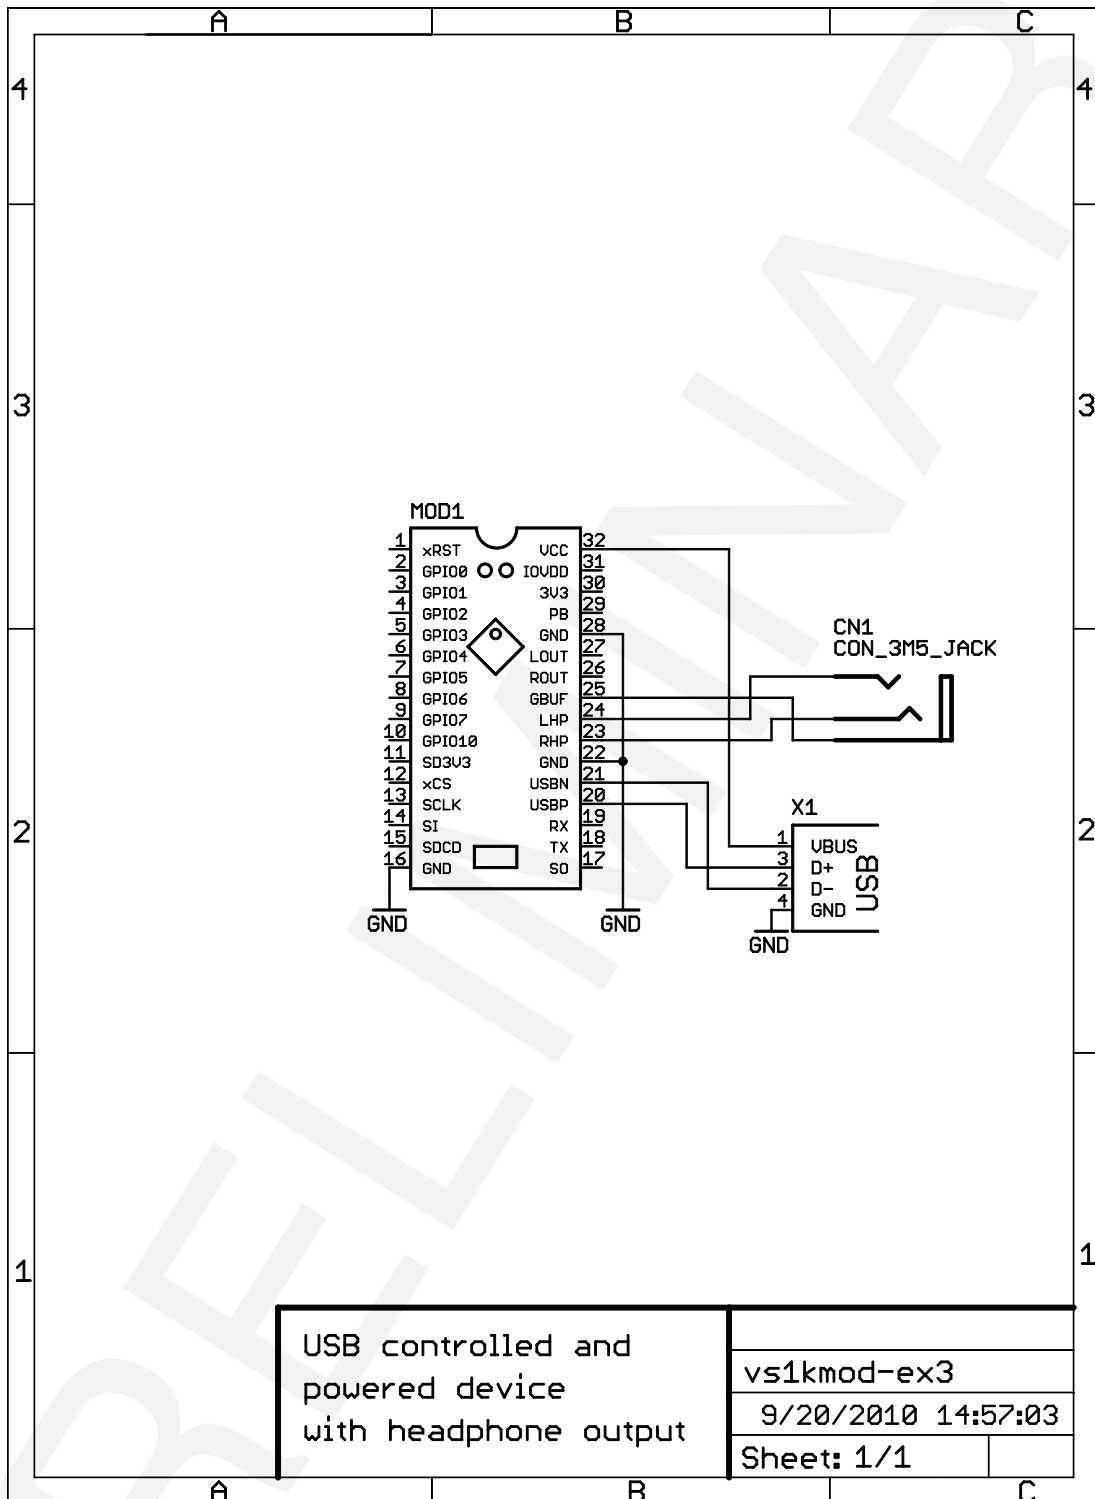 A B C
4 4
3 3
MOD1
1 xRST VCC 32
2 GPIO0 IOVDD 31
3 GPIO1 3V3 30
4 GPIO2 PB 29
5 GPIO3 GND 28
6 GPIO4 LOUT 27
7 GPIO5 ROUT 26
8 GPIO6 GBUF 25
9 GPIO7 LHP 24
10 GPIO10 RHP 23
11 SD3V3 GND 22
12 xCS USBN 21
13 SCLK USBP 20
14 SI RX 19
15 SDCD TX 18
16 GND SO 17
GND
GND
CN1
CON_3M5_JACK
X1
1 VBUS
3 D+
2 D-
4 GND
USB
GND
2 2
1 1
USB controlled and
powered device
with headphone output
vs1kmod-ex3
9/20/2010 14:57:03
Sheet: 1/1
A B C
RELIMINAR